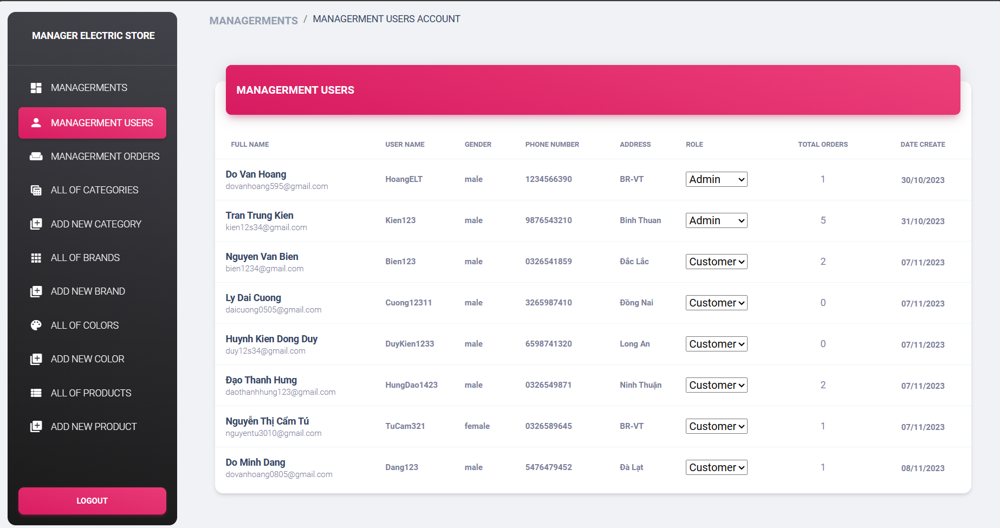 MANAGER ELECTRIC STORE
MANAGERMENTS
MANAGERMENT USERS
MANAGERMENT ORDERS
ALL OF CATEGORIES
ADD NEW CATEGORY
ALL OF BRANDS
ADD NEW BRAND
ALL OF COLORS
ADD NEW COLOR
ALL OF PRODUCTS
ADD NEW PRODUCT
LOGOUT
MANAGERMENTS / MANAGERMENT USERS ACCOUNT
MANAGERMENT USERS
FULL NAME USER NAME GENDER PHONE NUMBER ADDRESS ROLE TOTAL ORDERS DATE CREATE
Do Van Hoang HoangELT male 1234566390 BR-VT Admin 1 30/10/2023
dovanhoang595@gmail.com
Tran Trung Kien Kien123 male 9876543210 Binh Thuan Admin 5 31/10/2023
kien12s34@gmail.com
Nguyen Van Bien Bien123 male 0326541859 Đắc Lắc Customer 2 07/11/2023
bien1234@gmail.com
Ly Dai Cuong Cuong12311 male 3265987410 Đồng Nai Customer 0 07/11/2023
daicuong0505@gmail.com
Huynh Kien Dong Duy DuyKien1233 male 6598741320 Long An Customer 0 07/11/2023
duy12s34@gmail.com
Đạo Thanh Hưng HungDao1423 male 0326549871 Ninh Thuận Customer 2 07/11/2023
daothanhhung123@gmail.com
Nguyễn Thị Cẩm Tú TuCam321 female 0326589645 BR-VT Customer 1 07/11/2023
nguyentu3010@gmail.com
Do Minh Dang Dang123 male 5476479452 Đà Lạt Customer 1 08/11/2023
dovanhoang0805@gmail.com